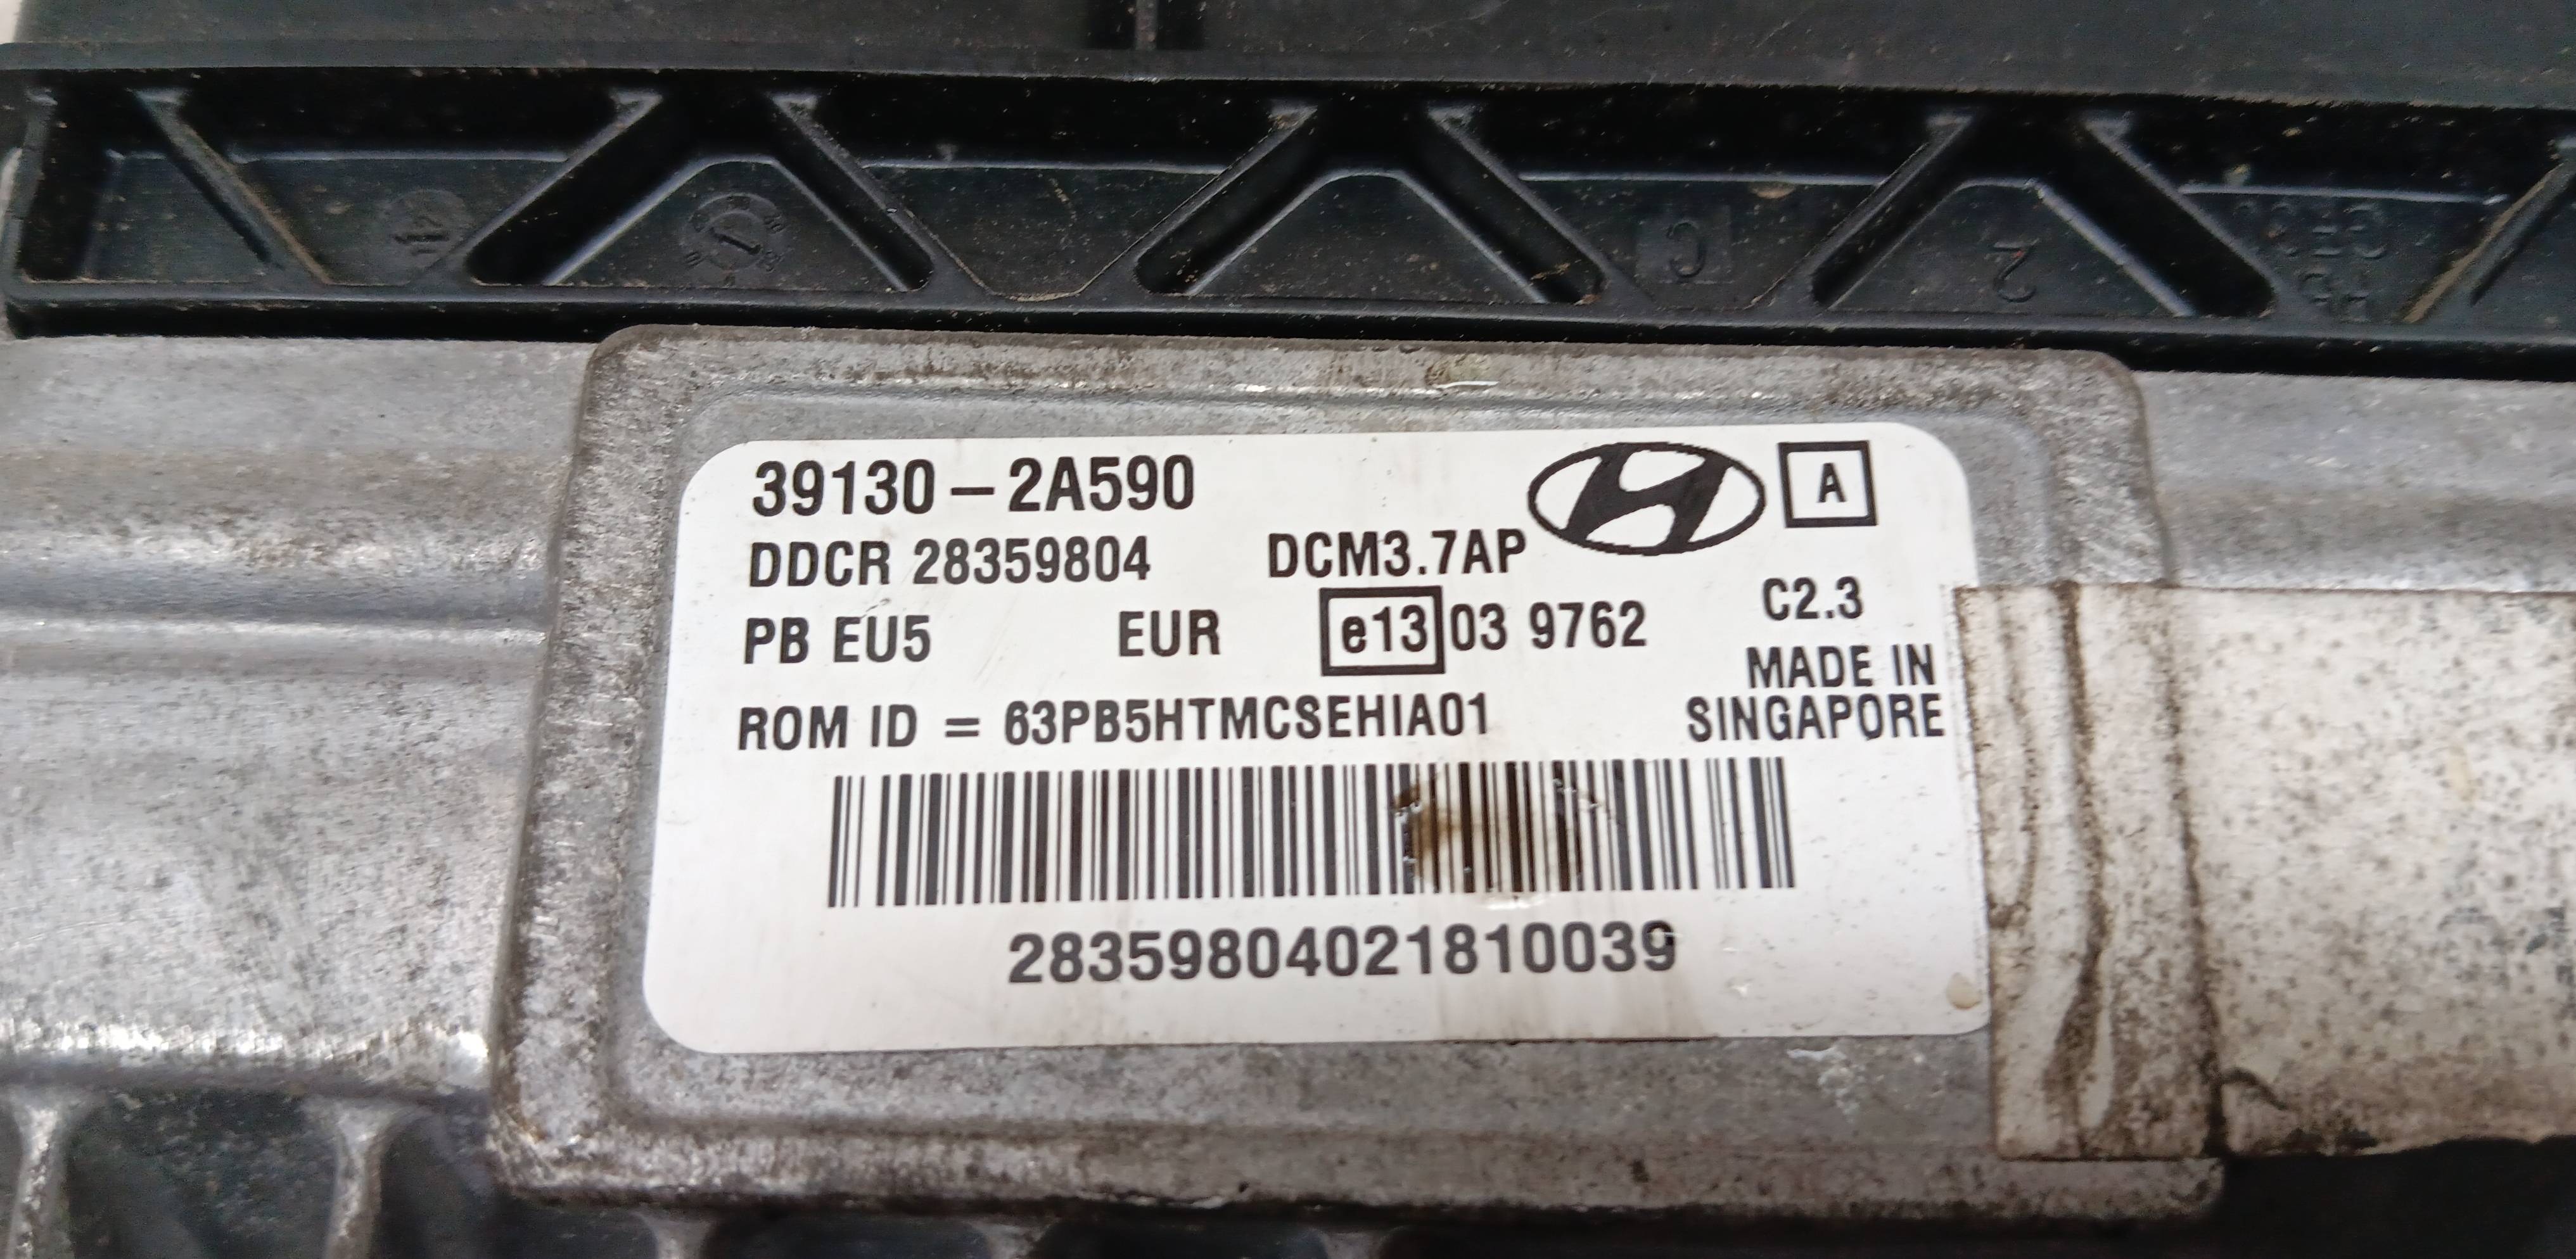 39130-2A590
A
DDCR 28359804 DCM3.7AP
PB EU5 EUR e13 03 9762 C2.3
ROM ID = 63PB5HTMCSEHIA01
MADE IN
SINGAPORE
28359804021810039